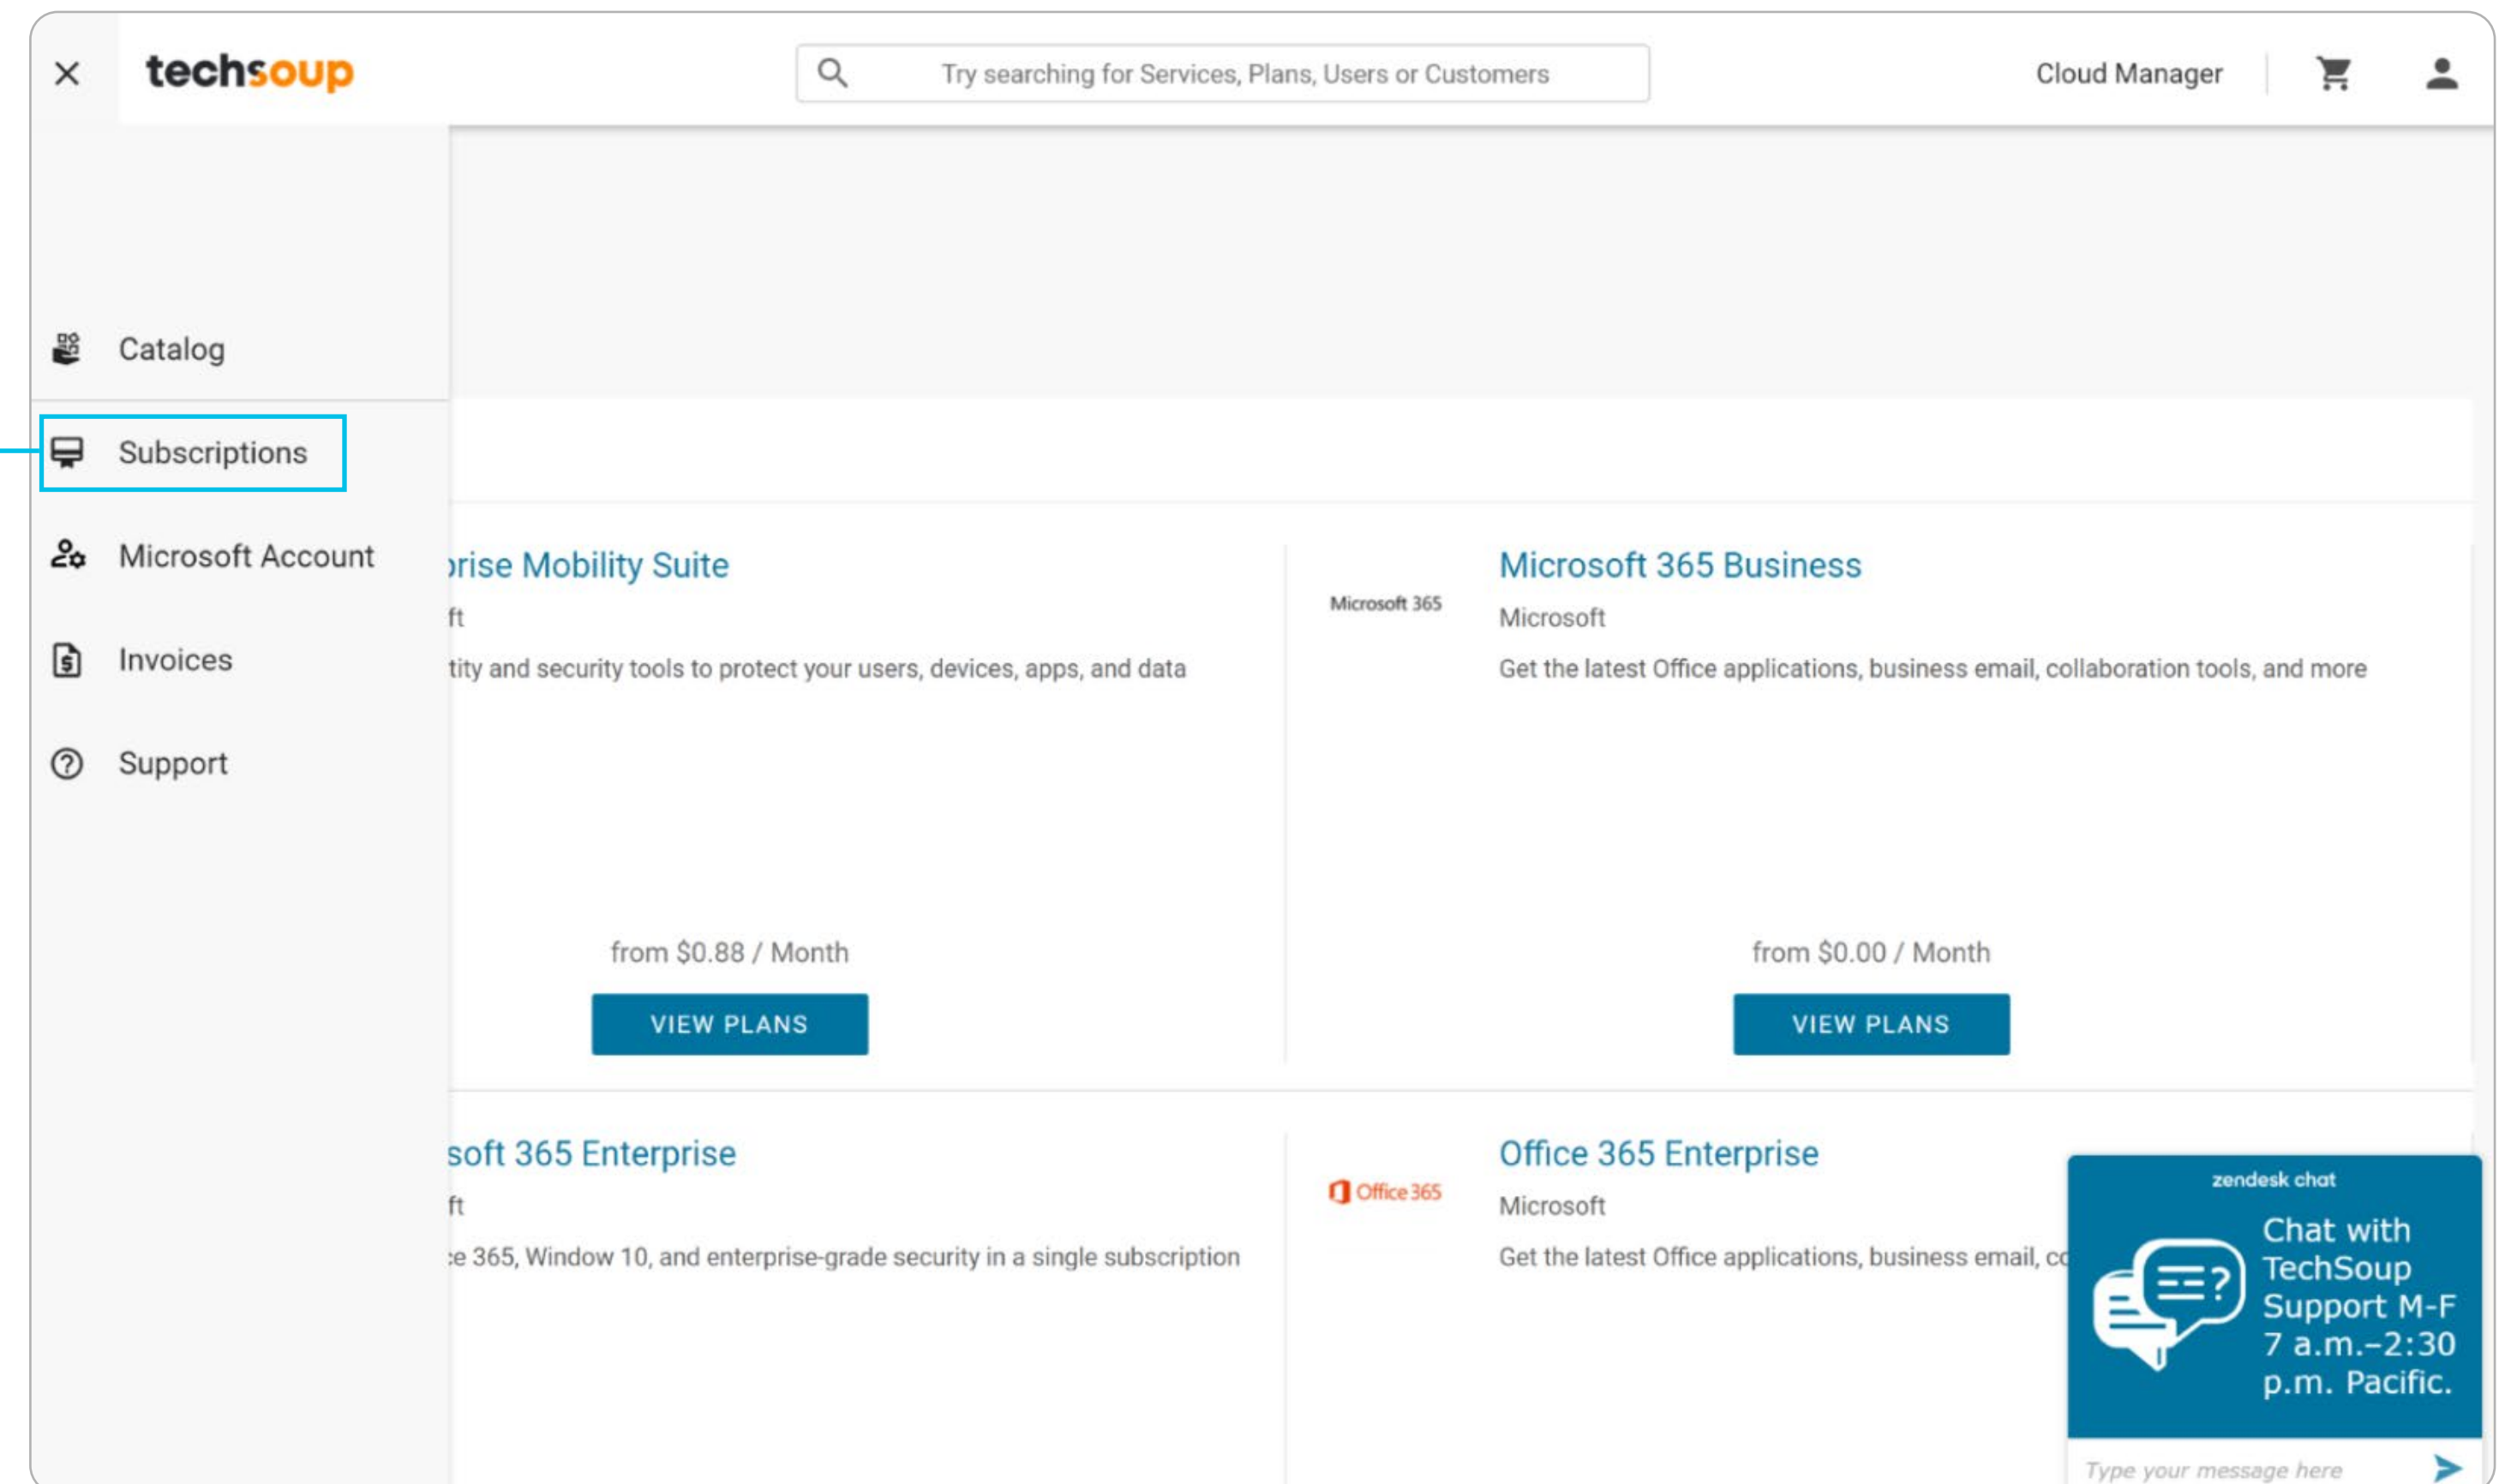 techsoup
Try searching for Services, Plans, Users or Customers
Cloud Manager
Catalog
Subscriptions
Microsoft Account
Invoices
Support
rise Mobility Suite
ft
tity and security tools to protect your users, devices, apps, and data
from $0.88 / Month
VIEW PLANS
Microsoft 365
Microsoft 365 Business
Microsoft
Get the latest Office applications, business email, collaboration tools, and more
from $0.00 / Month
VIEW PLANS
soft 365 Enterprise
ft
e 365, Window 10, and enterprise-grade security in a single subscription
Office 365
Office 365 Enterprise
Microsoft
Get the latest Office applications, business email, co
zendesk chat
Chat with
TechSoup
Support M-F
7 a.m.–2:30
p.m. Pacific.
Type your message here